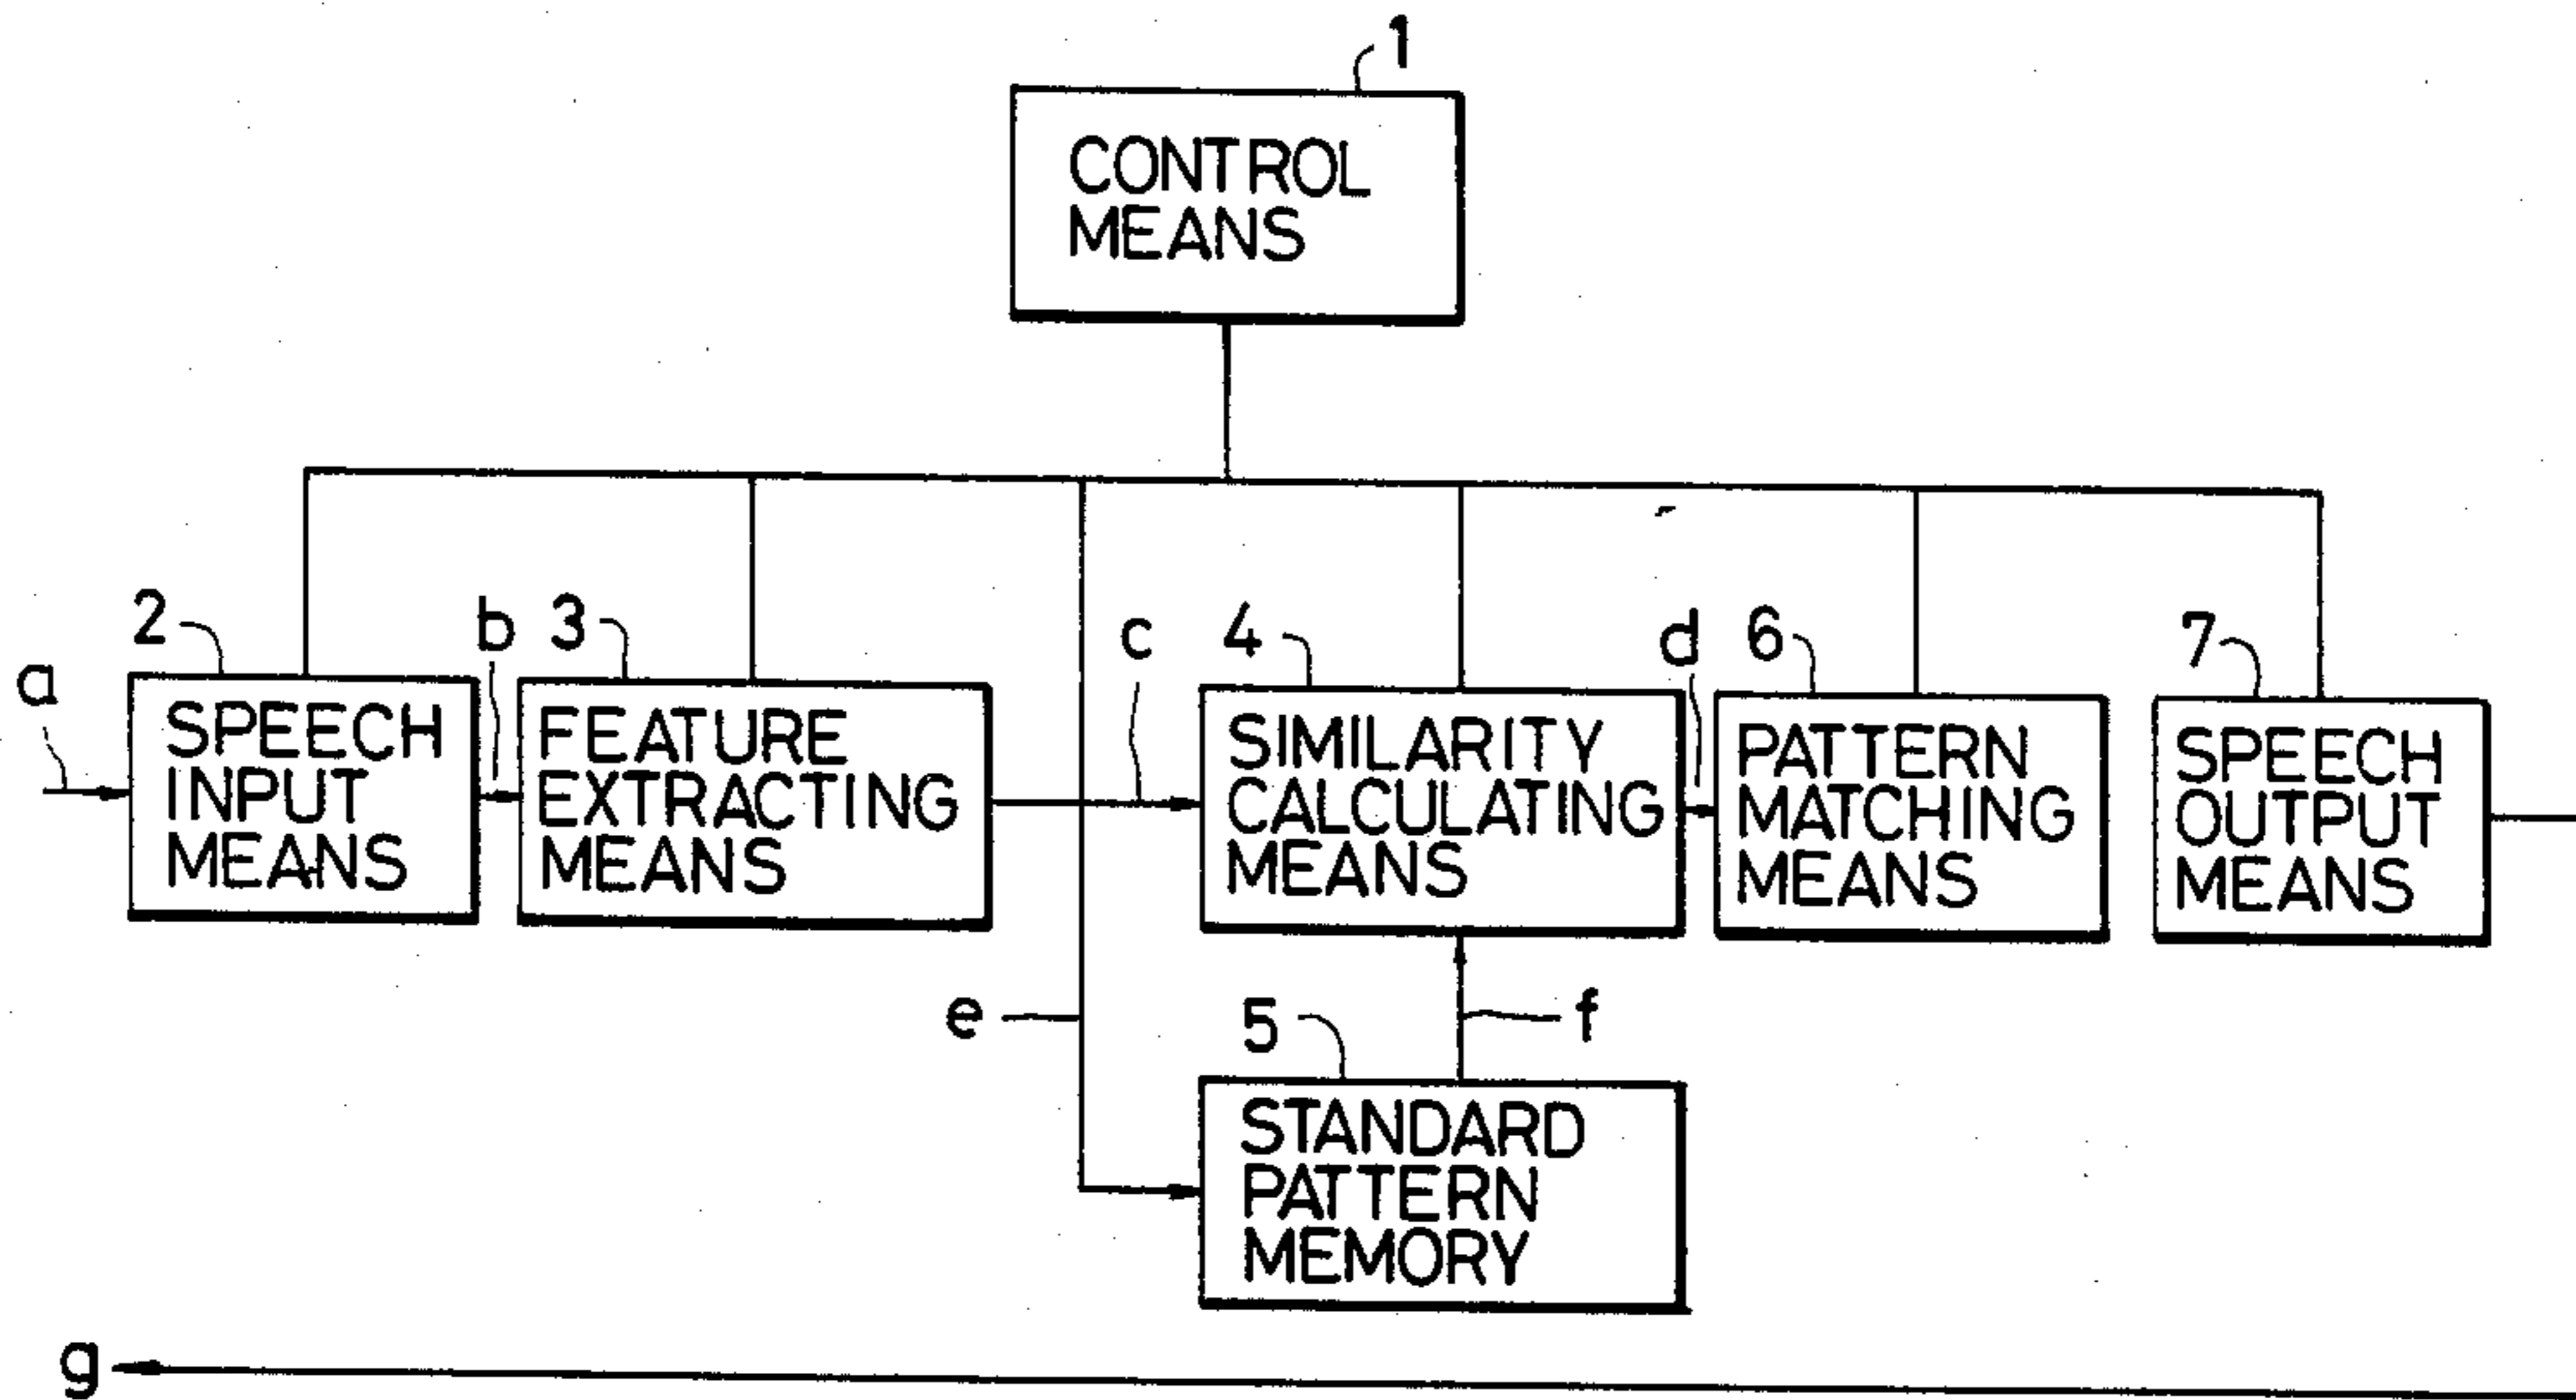 1
CONTROL
MEANS
a
2
SPEECH
INPUT
MEANS
b
3
FEATURE
EXTRACTING
MEANS
c
4
SIMILARITY
CALCULATING
MEANS
d
6
PATTERN
MATCHING
MEANS
7
SPEECH
OUTPUT
MEANS
e
f
5
STANDARD
PATTERN
MEMORY
g